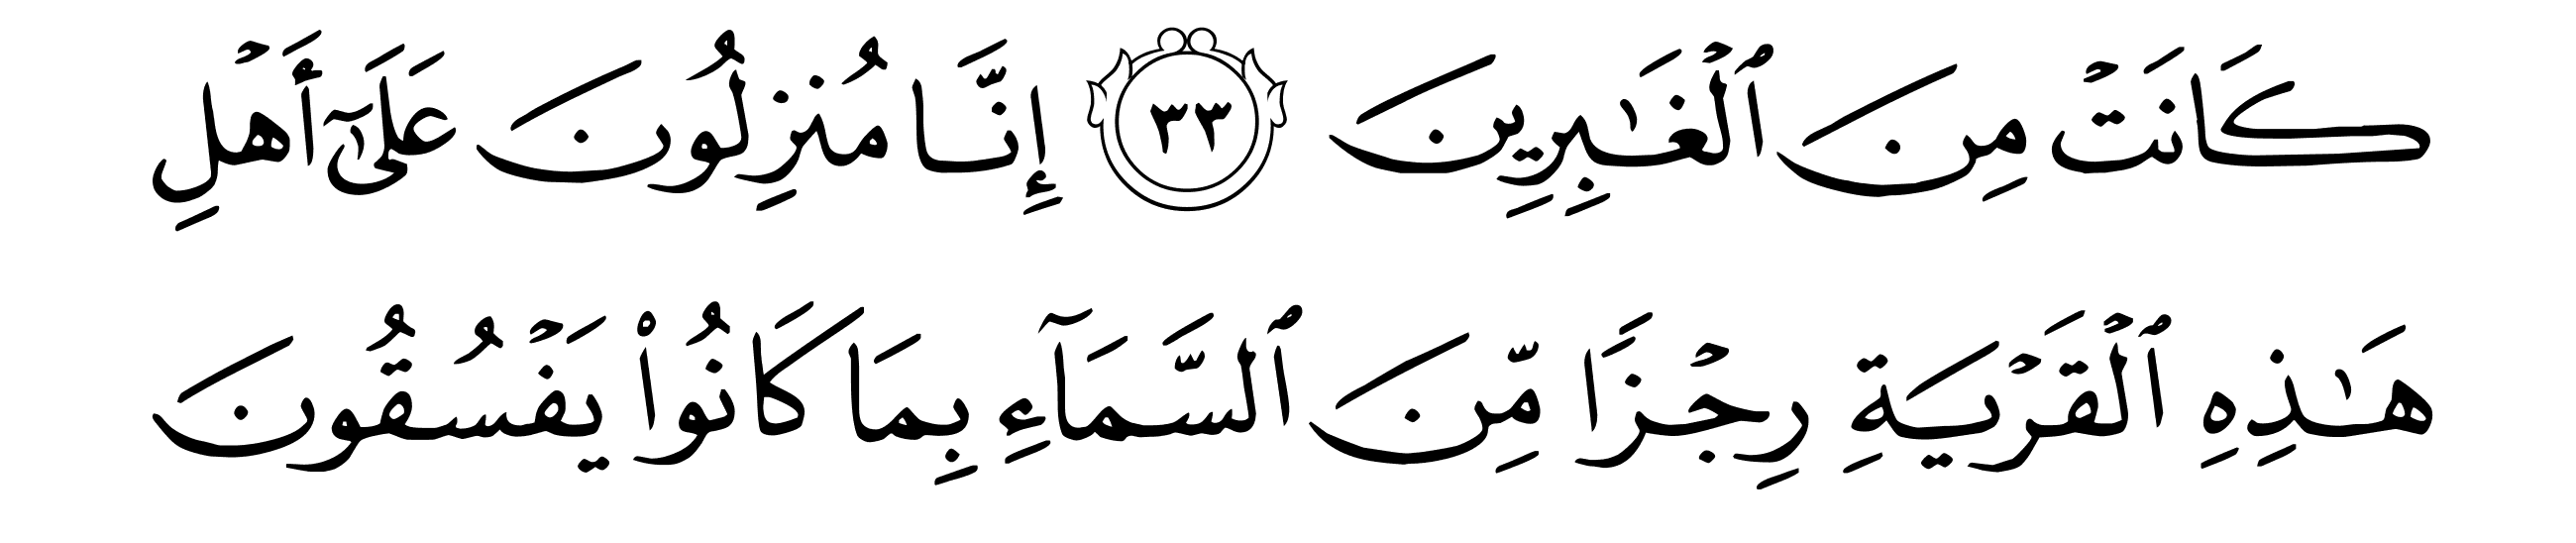 كَانَتْ مِنَ ٱلْغَـٰبِرِينَ ٣٣ إِنَّا مُنزِلُونَ عَلَىٰٓ أَهْلِ
هَـٰذِهِ ٱلْقَرْيَةِ رِجْزًا مِّنَ ٱلسَّمَآءِ بِمَا كَانُوا۟ يَفْسُقُونَ